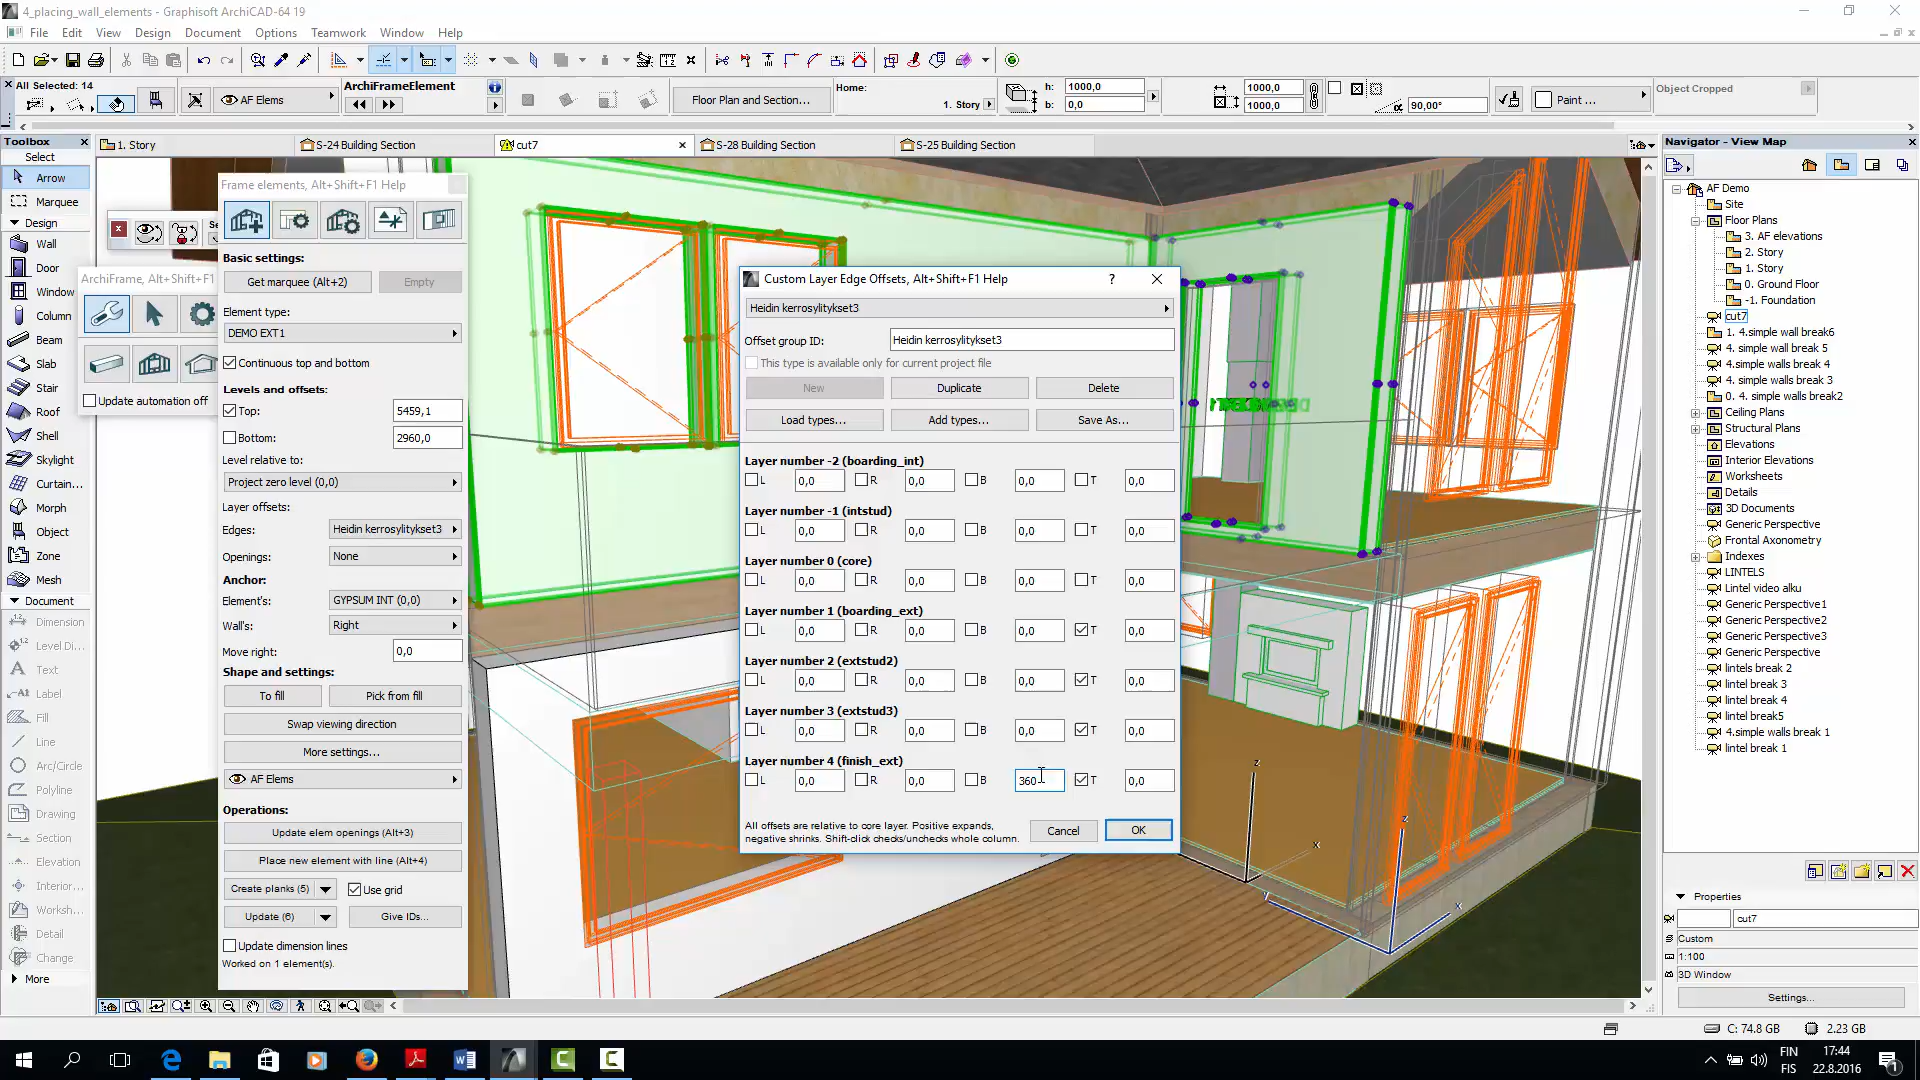 4_placing_wall_elements - Graphisoft ArchiCAD-64 19
File Edit View Design Document Options Teamwork Window Help
All Selected: 14
AF Elems
ArchiFrameElement
Floor Plan and Section...
Home:
1. Story
h: 1000,0
b: 0,0
1000,0
1000,0
90,00°
Paint ...
Object Cropped
Toolbox
Select
Arrow
Marquee
Design
Wall
Door
Window
Column
Beam
Slab
Stair
Roof
Shell
Skylight
Curtain...
Morph
Object
Zone
Mesh
Document
Dimension
Level Di...
Text
Label
Fill
Line
Arc/Circle
Polyline
Drawing
Section
Elevation
Interior...
Worksh...
Detail
Change
More
1. Story
S-24 Building Section
cut7
S-28 Building Section
S-25 Building Section
ArchiFrame, Alt+Shift+F1
Update automation off
Frame elements, Alt+Shift+F1 Help
Basic settings:
Get marquee (Alt+2)
Empty
Element type:
DEMO EXT1
Continuous top and bottom
Levels and offsets:
Top: 5459,1
Bottom: 2960,0
Level relative to:
Project zero level (0,0)
Layer offsets:
Edges: Heidin kerrosylitykset3
Openings: None
Anchor:
Element's: GYPSUM INT (0,0)
Wall's: Right
Move right: 0,0
Shape and settings:
To fill
Pick from fill
Swap viewing direction
More settings...
AF Elems
Operations:
Update elem openings (Alt+3)
Place new element with line (Alt+4)
Create planks (5)
Use grid
Update (6)
Give IDs...
Update dimension lines
Worked on 1 element(s).
Custom Layer Edge Offsets, Alt+Shift+F1 Help
?
Heidin kerrosylitykset3
Offset group ID: Heidin kerrosylitykset3
This type is available only for current project file
New
Duplicate
Delete
Load types...
Add types...
Save As...
Layer number -2 (boarding_int)
L 0,0 R 0,0 B 0,0 T 0,0
Layer number -1 (intstud)
L 0,0 R 0,0 B 0,0 T 0,0
Layer number 0 (core)
L 0,0 R 0,0 B 0,0 T 0,0
Layer number 1 (boarding_ext)
L 0,0 R 0,0 B 0,0 T 0,0
Layer number 2 (extstud2)
L 0,0 R 0,0 B 0,0 T 0,0
Layer number 3 (extstud3)
L 0,0 R 0,0 B 0,0 T 0,0
Layer number 4 (finish_ext)
L 0,0 R 0,0 B 360 T 0,0
All offsets are relative to core layer. Positive expands,
negative shrinks. Shift-click checks/unchecks whole column.
Cancel
OK
z
x
z
x
Navigator - View Map
AF Demo
Site
Floor Plans
3. AF elevations
2. Story
1. Story
0. Ground Floor
-1. Foundation
cut7
1. 4.simple wall break6
4. simple walls break 5
4.simple walls break 4
4. simple walls break 3
0. 4. simple walls break2
Ceiling Plans
Structural Plans
Elevations
Interior Elevations
Worksheets
Details
3D Documents
Generic Perspective
Frontal Axonometry
Indexes
LINTELS
Lintel video alku
Generic Perspective1
Generic Perspective2
Generic Perspective3
Generic Perspective
lintels break 2
lintel break 3
lintel break 4
lintel break5
4.simple walls break 1
lintel break 1
Properties
cut7
Custom
1:100
3D Window
Settings...
C: 74.8 GB
2.23 GB
FIN
FIS
17:44
22.8.2016
1